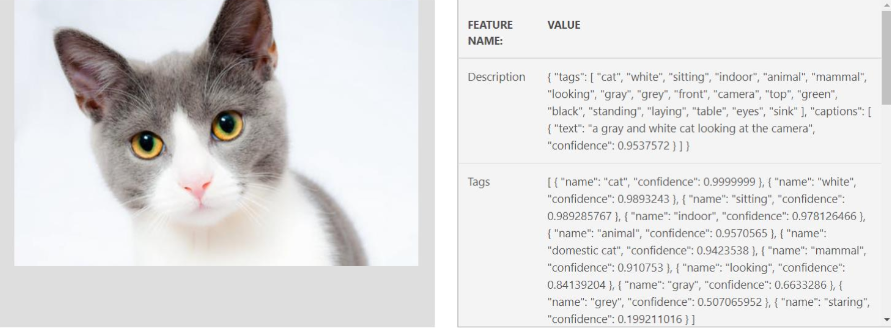 FEATURE NAME: VALUE
Description { "tags": [ "cat", "white", "sitting", "indoor", "animal", "mammal",
"looking", "gray", "grey", "front", "camera", "top", "green",
"black", "standing", "laying", "table", "eyes", "sink" ], "captions": [
{ "text": "a gray and white cat looking at the camera",
"confidence": 0.9537572 } ] }
Tags [ { "name": "cat", "confidence": 0.9999999 }, { "name": "white",
"confidence": 0.9893243 }, { "name": "sitting", "confidence":
0.989285767 }, { "name": "indoor", "confidence": 0.978126466 },
{ "name": "animal", "confidence": 0.9570565 }, { "name":
"domestic cat", "confidence": 0.9423538 }, { "name": "mammal",
"confidence": 0.910753 }, { "name": "looking", "confidence":
0.84139204 }, { "name": "gray", "confidence": 0.6633286 }, {
"name": "grey", "confidence": 0.507065952 }, { "name": "staring",
"confidence": 0.199211016 } ]